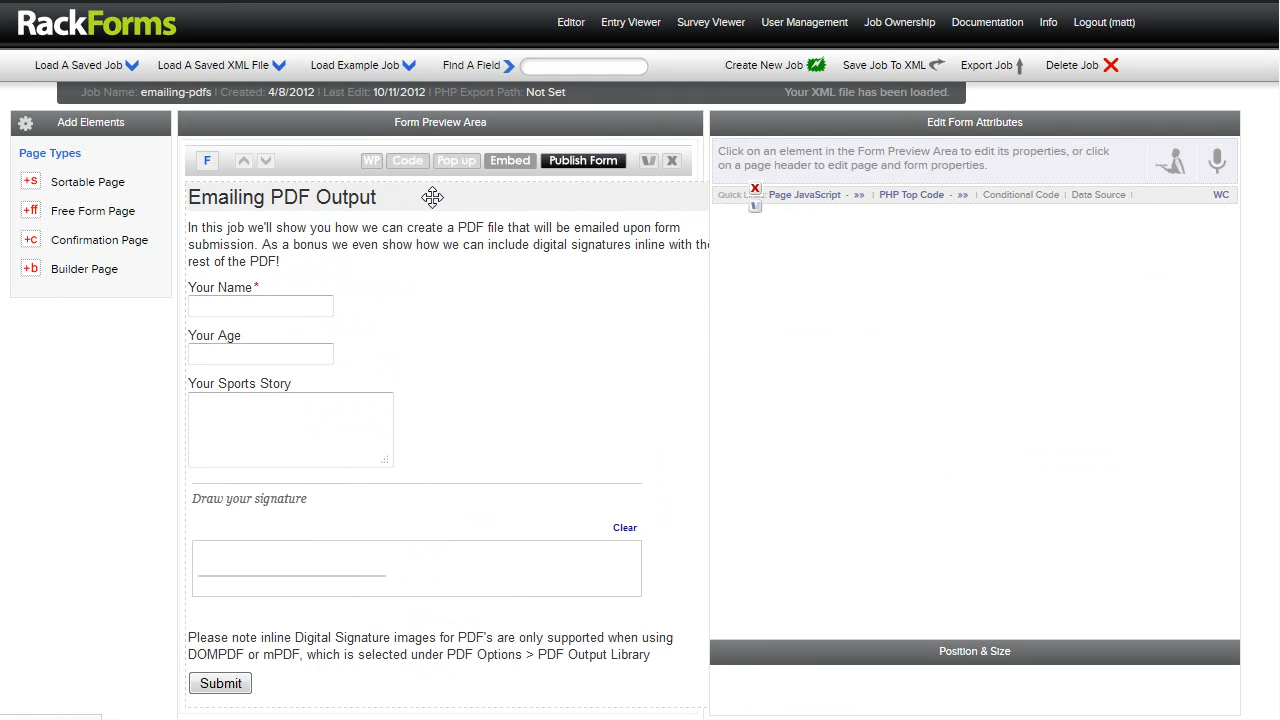 RackForms
Editor Entry Viewer Survey Viewer User Management Job Ownership Documentation Info Logout (matt)
Load A Saved Job Load A Saved XML File Load Example Job Find A Field Create New Job Save Job To XML Export Job Delete Job
Job Name: emailing-pdfs | Created: 4/8/2012 | Last Edit: 10/11/2012 | PHP Export Path: Not Set Your XML file has been loaded.
Add Elements
Page Types
+s Sortable Page
+ff Free Form Page
+c Confirmation Page
+b Builder Page
Form Preview Area
F WP Code Pop up Embed Publish Form X
Emailing PDF Output
In this job we'll show you how we can create a PDF file that will be emailed upon form
submission. As a bonus we even show how we can include digital signatures inline with the
rest of the PDF!
Your Name*
Your Age
Your Sports Story
Draw your signature
Clear
Please note inline Digital Signature images for PDF's are only supported when using
DOMPDF or mPDF, which is selected under PDF Options > PDF Output Library
Submit
Edit Form Attributes
Click on an element in the Form Preview Area to edit its properties, or click
on a page header to edit page and form properties.
X
Page JavaScript - »» | PHP Top Code - »» | Conditional Code | Data Source | WC
Position & Size